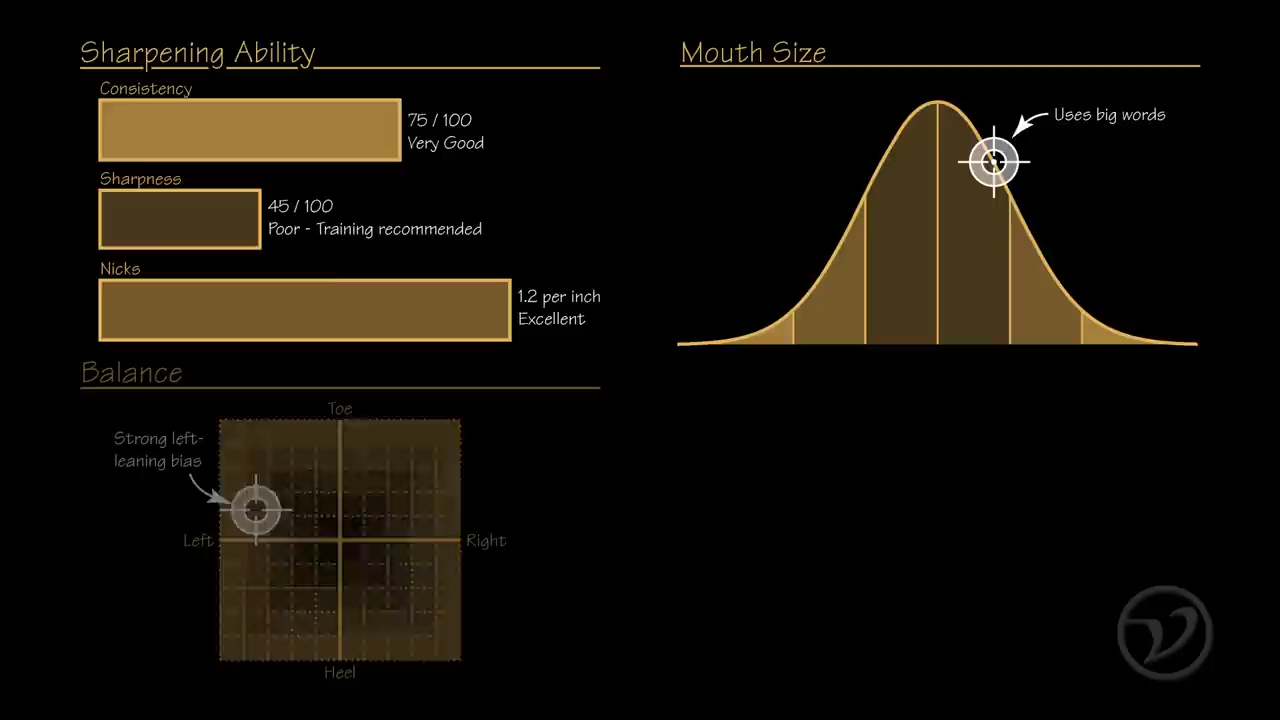 Sharpening Ability
Consistency
75 / 100
Very Good
Sharpness
45 / 100
Poor - Training recommended
Nicks
1.2 per inch
Excellent
Balance
Toe
Strong left-
leaning bias
Left
Right
Heel
Mouth Size
Uses big words